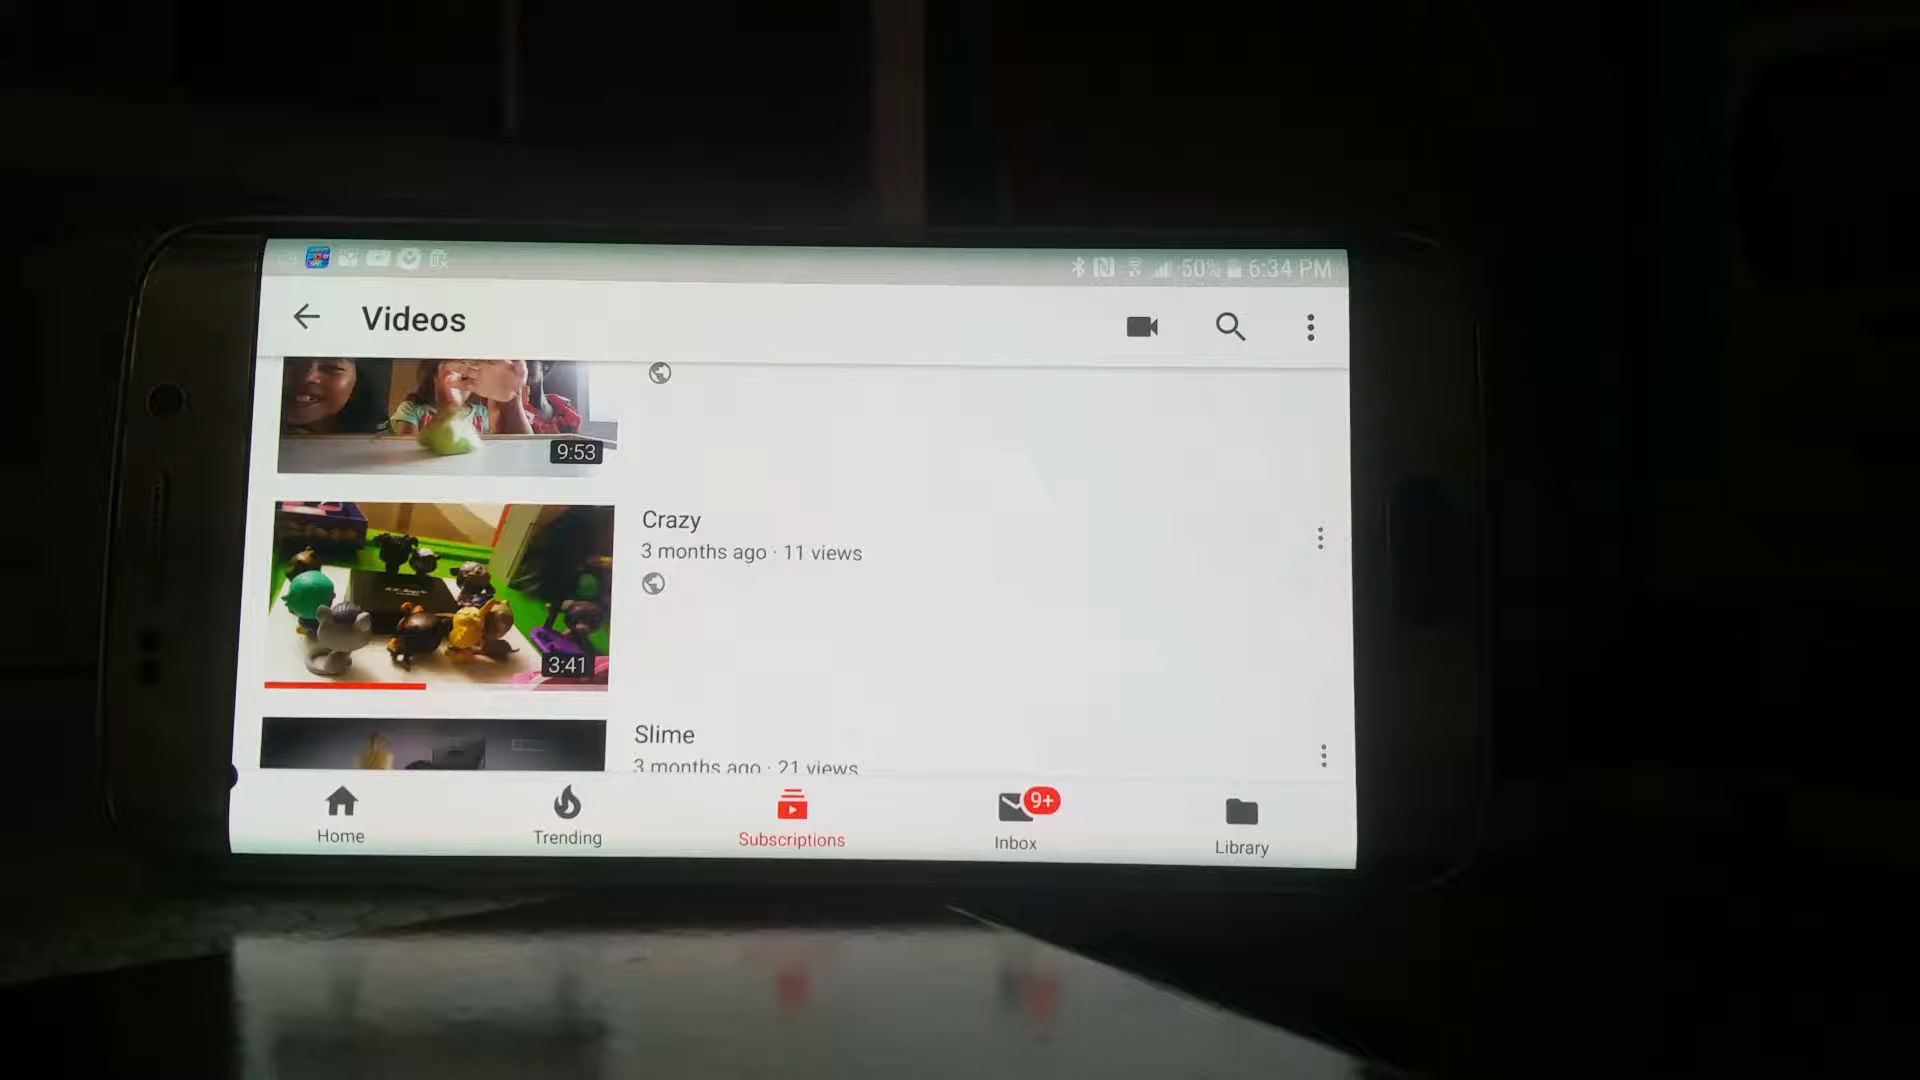 50% 6:34 PM
Videos
9:53
Crazy
3 months ago · 11 views
3:41
Slime
3 months ago · 21 views
9+
Home
Trending
Subscriptions
Inbox
Library